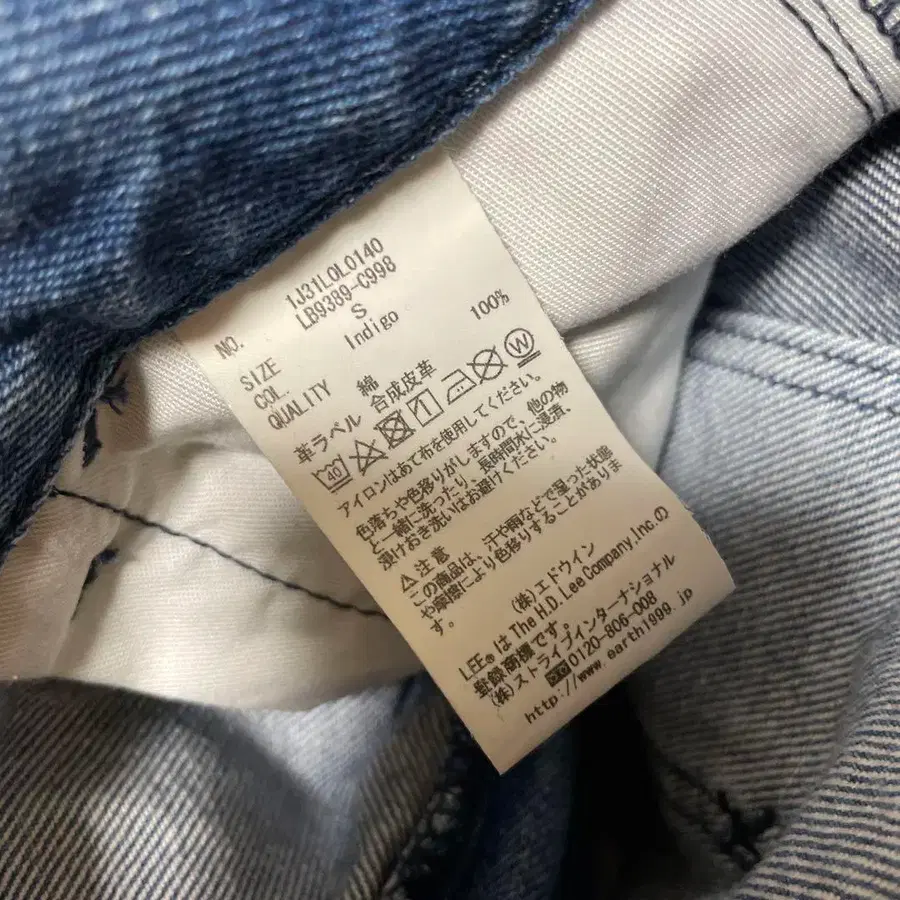 NO. 1J31L0L0140
LB9389-C998
SIZE S
COL. Indigo
QUALITY 綿 100%
革ラベル 合成皮革
40 W
アイロンはあて布を使用してください。
色落ちや色移りがしますので、他の物
と一緒に洗ったり、長時間水に浸漬、
浸けおき洗いはお避けください。
⚠注意
この商品は、汗や雨などで湿った状態
や摩擦により色移りすることがありま
す。
(株)エドウイン
LEE®はThe H.D.Lee Company,Inc.の
登録商標です。
(株)ストライプインターナショナル
0120-806-008
http://www.earth1999.jp